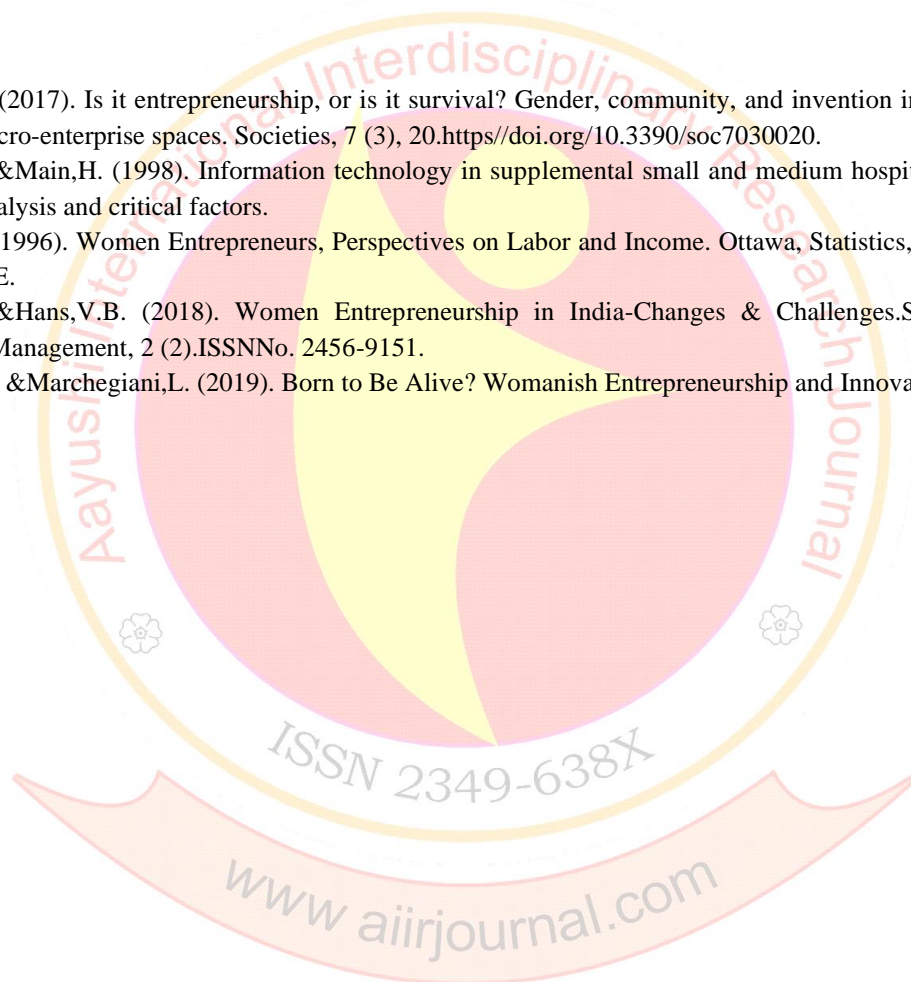 (2017). Is it entrepreneurship, or is it survival? Gender, community, and invention in
cro-enterprise spaces. Societies, 7 (3), 20.https//doi.org/10.3390/soc7030020.
&Main,H. (1998). Information technology in supplemental small and medium hospit
alysis and critical factors.
1996). Women Entrepreneurs, Perspectives on Labor and Income. Ottawa, Statistics,
E.
&Hans,V.B. (2018). Women Entrepreneurship in India-Changes & Challenges.S
Management, 2 (2).ISSNNo. 2456-9151.
&Marchegiani,L. (2019). Born to Be Alive? Womanish Entrepreneurship and Innova
Aayushi International Interdisciplinary Research Journal
ISSN 2349-638X
www aiirjournal.com